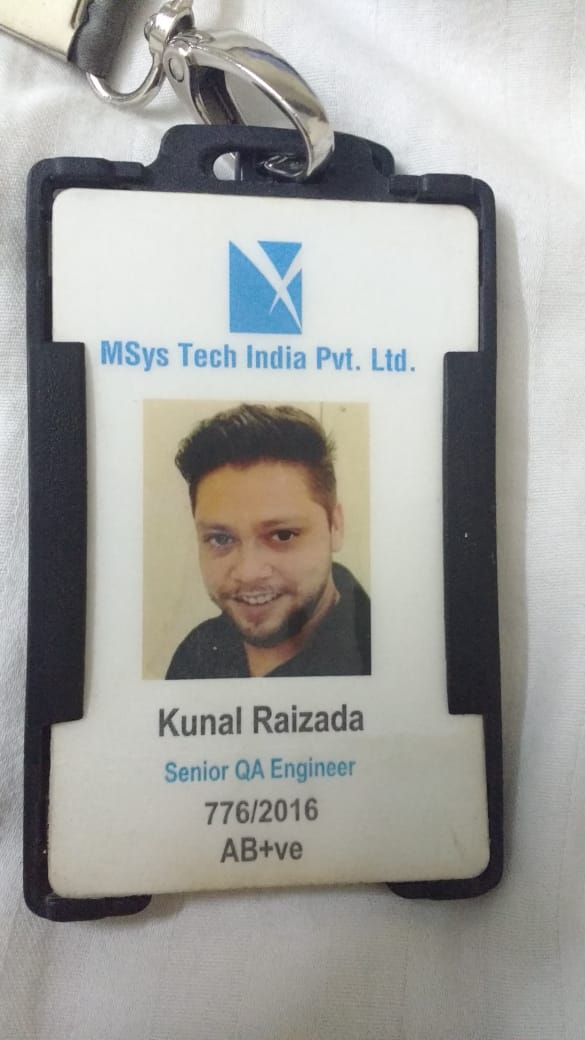 MSys Tech India Pvt. Ltd.
Kunal Raizada
Senior QA Engineer
776/2016
AB+ve